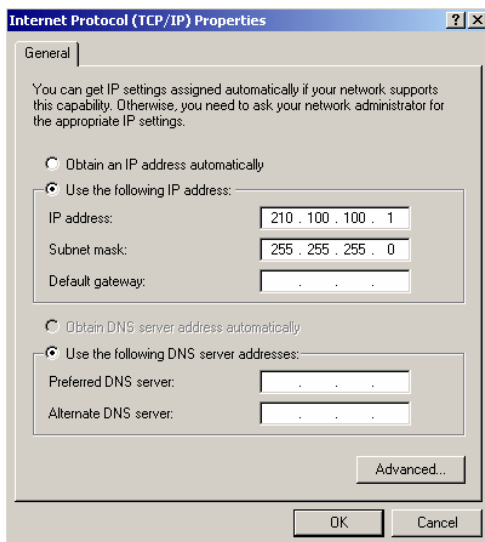 Internet Protocol (TCP/IP) Properties
General
You can get IP settings assigned automatically if your network supports
this capability. Otherwise, you need to ask your network administrator for
the appropriate IP settings.
Obtain an IP address automatically
Use the following IP address:
IP address: 210 . 100 . 100 . 1
Subnet mask: 255 . 255 . 255 . 0
Default gateway: . . .
Obtain DNS server address automatically
Use the following DNS server addresses:
Preferred DNS server: . . .
Alternate DNS server: . . .
Advanced...
OK Cancel